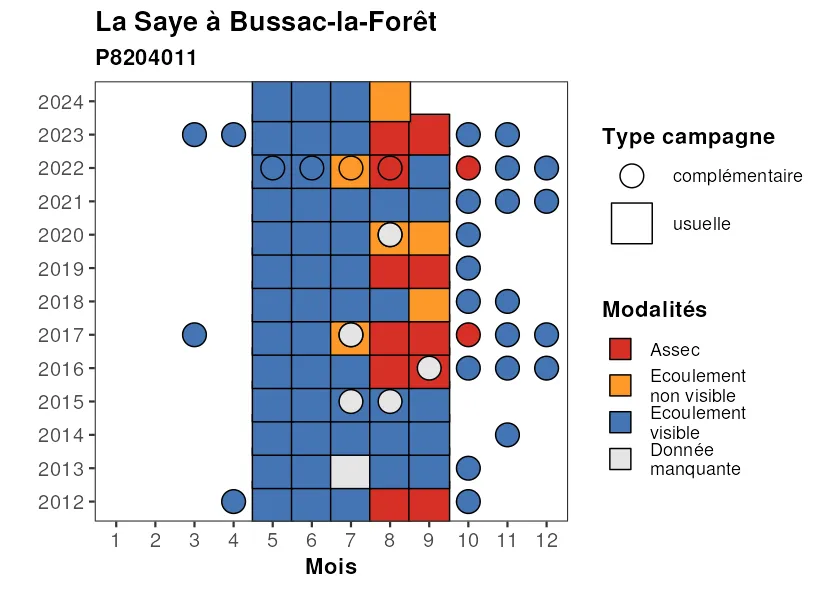 La Saye à Bussac-la-Forêt
P8204011
2024
2023
2022
2021
2020
2019
2018
2017
2016
2015
2014
2013
2012
1 2 3 4 5 6 7 8 9 10 11 12
Mois
Type campagne
complémentaire
usuelle
Modalités
Assec
Ecoulement
non visible
Ecoulement
visible
Donnée
manquante